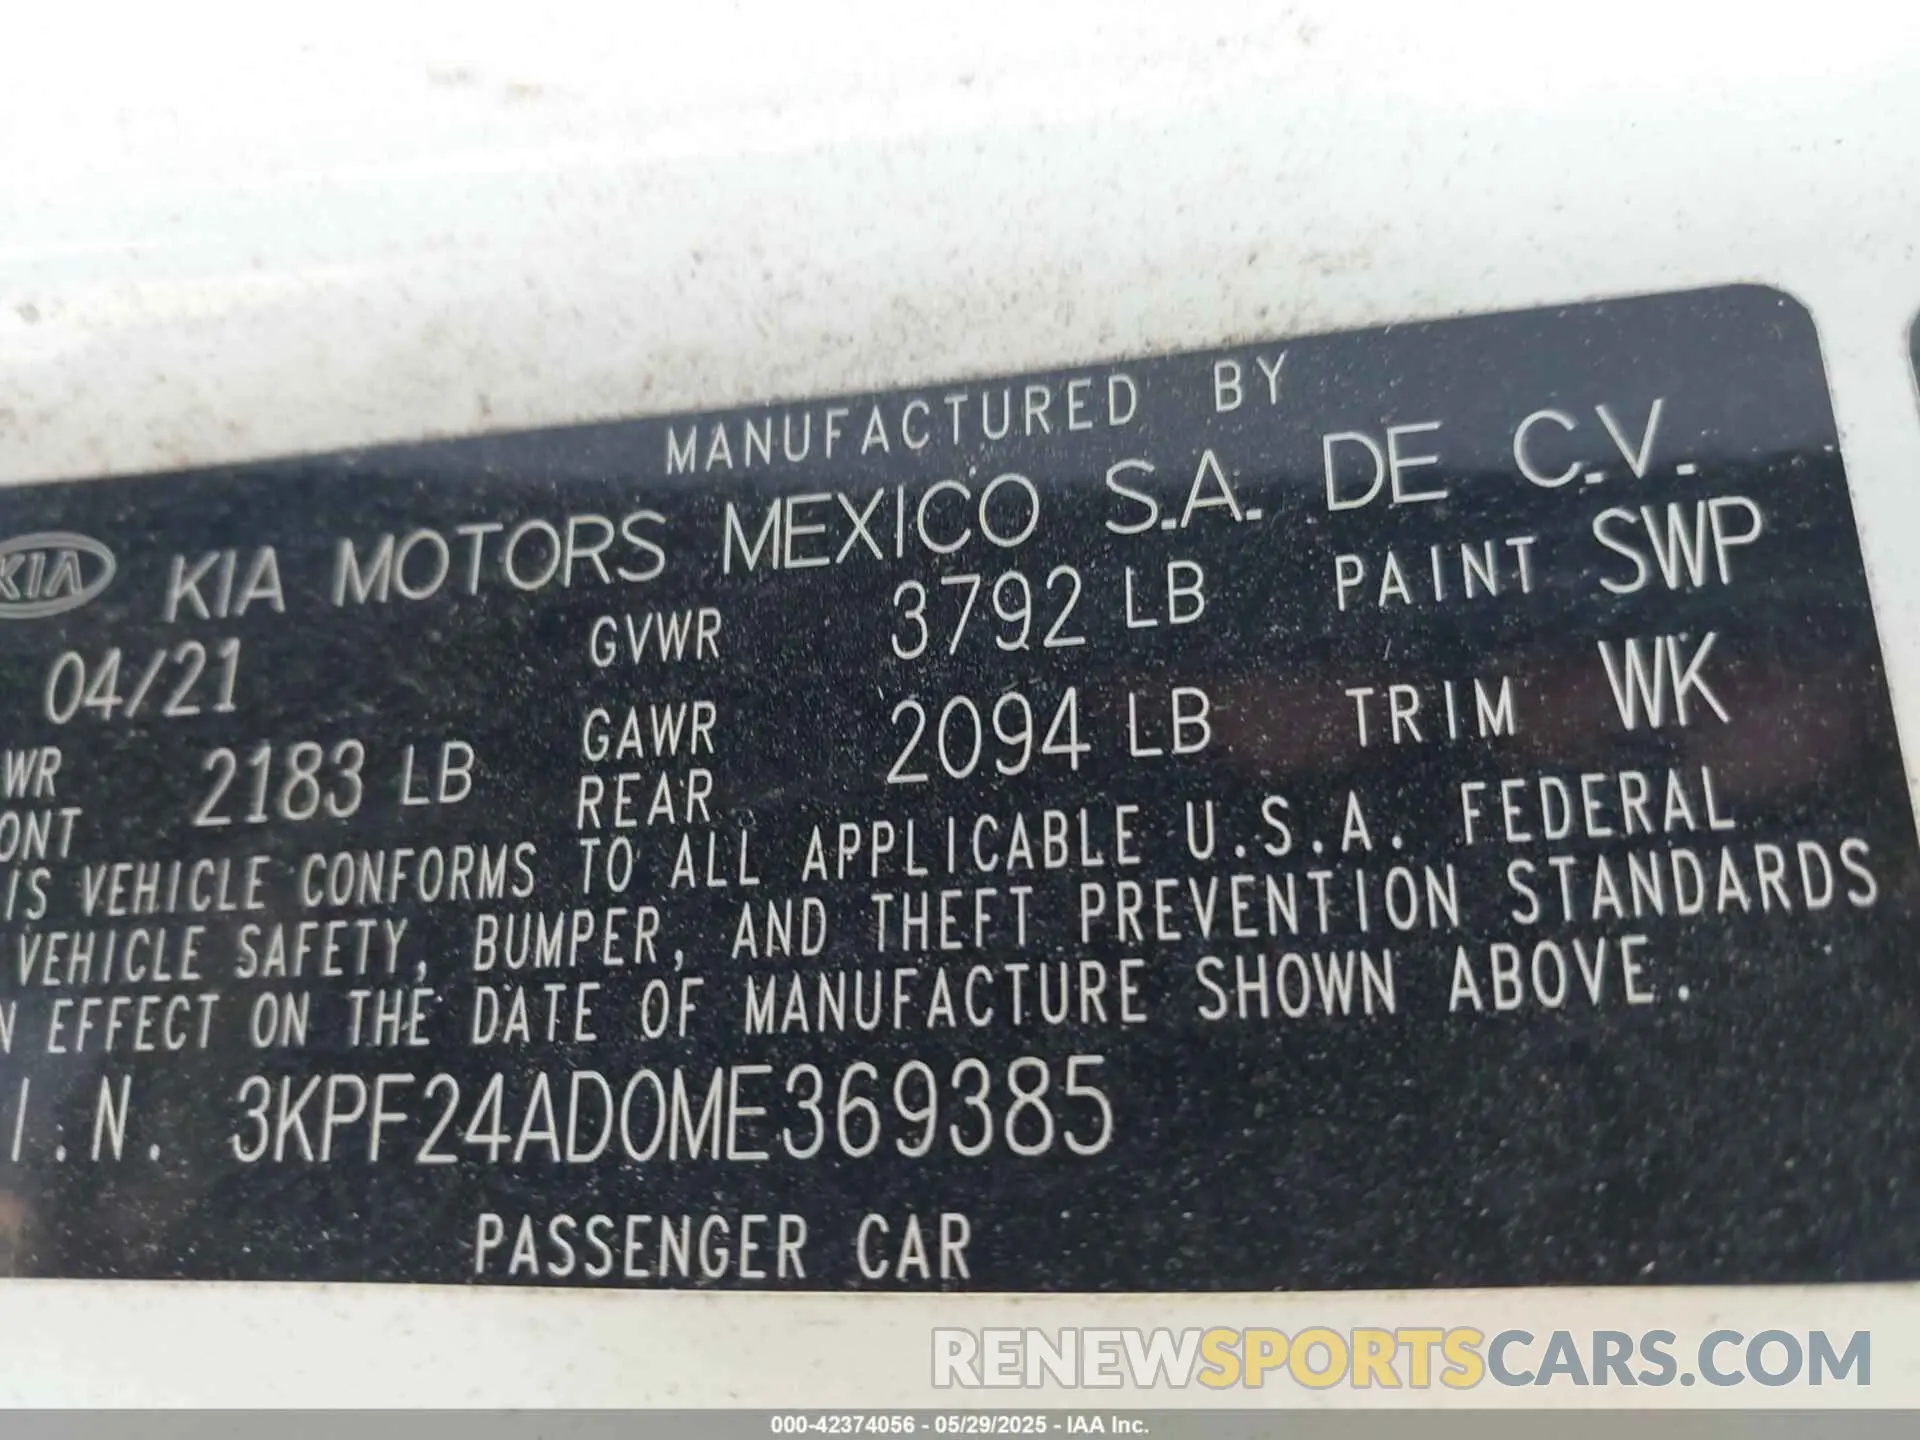 MANUFACTURED BY
KIA KIA MOTORS MEXICO S.A. DE C.V.
04/21 GVWR 3792 LB PAINT SWP
WR 2183 LB GAWR 2094 LB TRIM WK
ONT REAR
IS VEHICLE CONFORMS TO ALL APPLICABLE U.S.A. FEDERAL
VEHICLE SAFETY, BUMPER, AND THEFT PREVENTION STANDARDS
N EFFECT ON THE DATE OF MANUFACTURE SHOWN ABOVE.
I.N. 3KPF24AD0ME369385
PASSENGER CAR
RENEWSPORTSCARS.COM
000-42374056 - 05/29/2025 - IAA Inc.